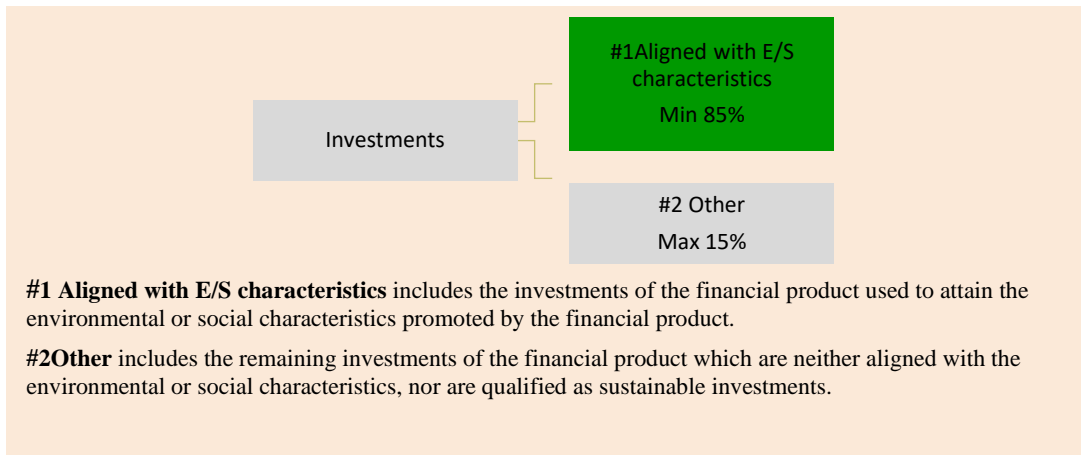 #1Aligned with E/S
characteristics
Min 85%
Investments
#2 Other
Max 15%
#1 Aligned with E/S characteristics includes the investments of the financial product used to attain the
environmental or social characteristics promoted by the financial product.
#2Other includes the remaining investments of the financial product which are neither aligned with the
environmental or social characteristics, nor are qualified as sustainable investments.